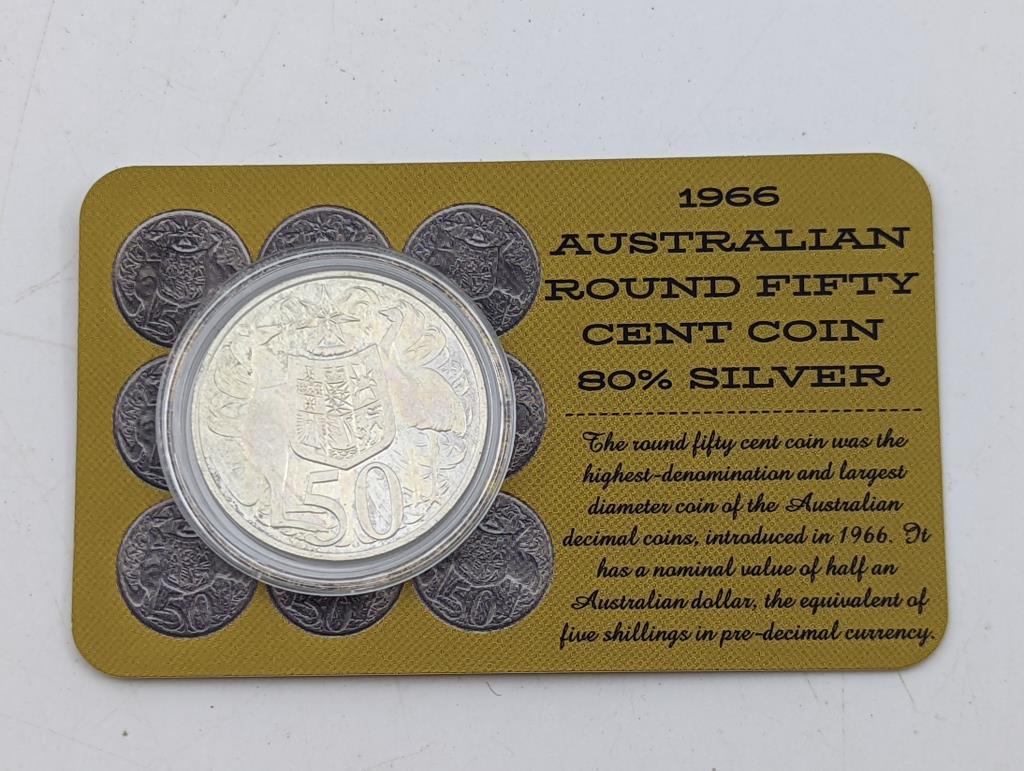 1966
AUSTRALIAN
ROUND FIFTY
CENT COIN
80% SILVER
The round fifty cent coin was the
highest-denomination and largest
diameter coin of the Australian
decimal coins, introduced in 1966. It
has a nominal value of half an
Australian dollar, the equivalent of
five shillings in pre-decimal currency.
50
50
50